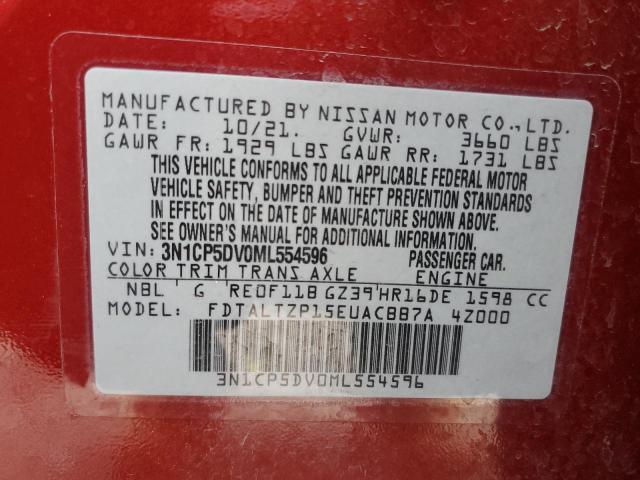 MANUFACTURED BY NISSAN MOTOR CO.,LTD.
DATE: 10/21. GVWR: 3660 LBS
GAWR FR: 1929 LBS GAWR RR: 1731 LBS
THIS VEHICLE CONFORMS TO ALL APPLICABLE FEDERAL MOTOR
VEHICLE SAFETY, BUMPER AND THEFT PREVENTION STANDARDS
IN EFFECT ON THE DATE OF MANUFACTURE SHOWN ABOVE.
SEE OWNER'S MANUAL FOR ADDITIONAL INFORMATION.
VIN: 3N1CP5DV0ML554596 PASSENGER CAR.
COLOR TRIM TRANS AXLE ENGINE
NBL G RE0F11B GZ39 HR16DE 1598 CC
MODEL: FDTALTZP15EUACBB7A 4Z000
3N1CP5DV0ML554596